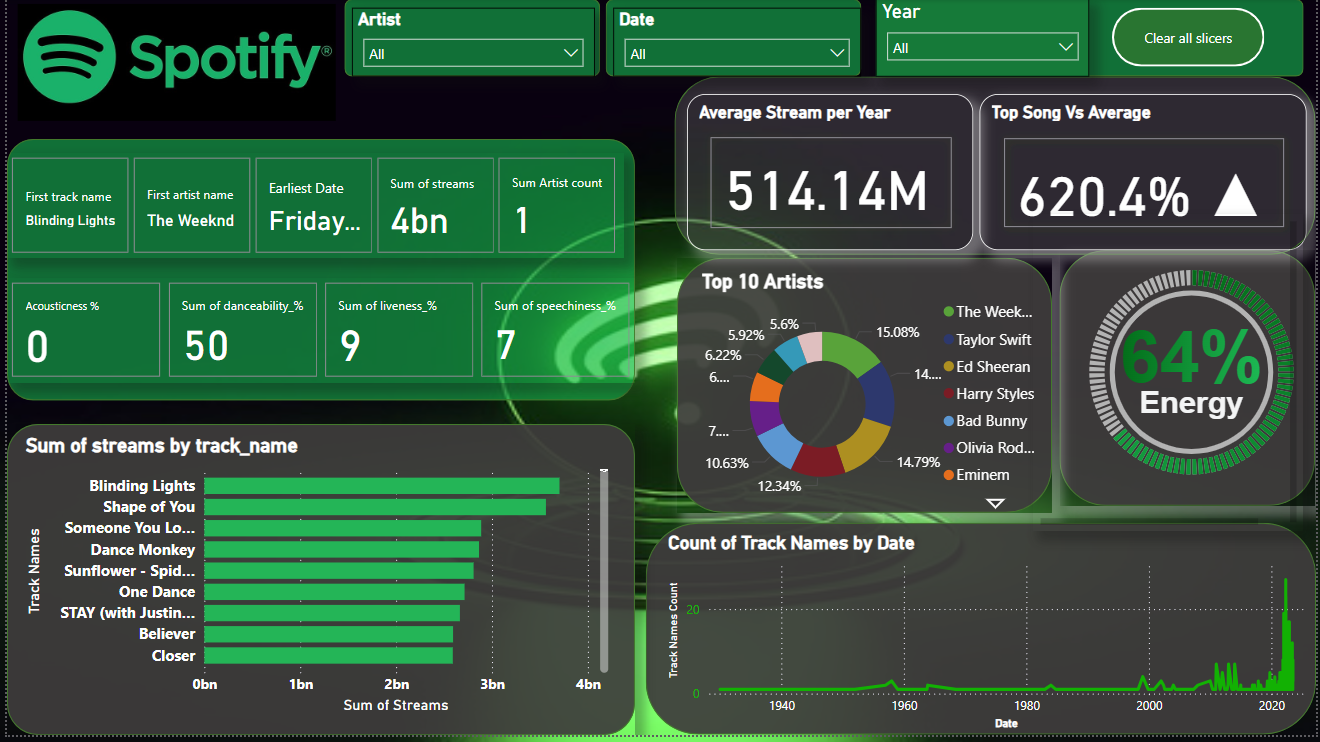 Spotify®
Artist
All
Date
All
Year
All
Clear all slicers
First track name
Blinding Lights
First artist name
The Weeknd
Earliest Date
Friday...
Sum of streams
4bn
Sum Artist count
1
Acousticness %
0
Sum of danceability_%
50
Sum of liveness_%
9
Sum of speechiness_%
7
Average Stream per Year
514.14M
Top Song Vs Average
620.4%
Top 10 Artists
15.08%
14....
14.79%
12.34%
10.63%
7....
6....
6.22%
5.92%
5.6%
The Week...
Taylor Swift
Ed Sheeran
Harry Styles
Bad Bunny
Olivia Rod...
Eminem
64%
Energy
Sum of streams by track_name
Track Names
Blinding Lights
Shape of You
Someone You Lo...
Dance Monkey
Sunflower - Spid...
One Dance
STAY (with Justin...
Believer
Closer
0bn
1bn
2bn
3bn
4bn
Sum of Streams
Count of Track Names by Date
Track Names Count
20
0
1940
1960
1980
2000
2020
Date